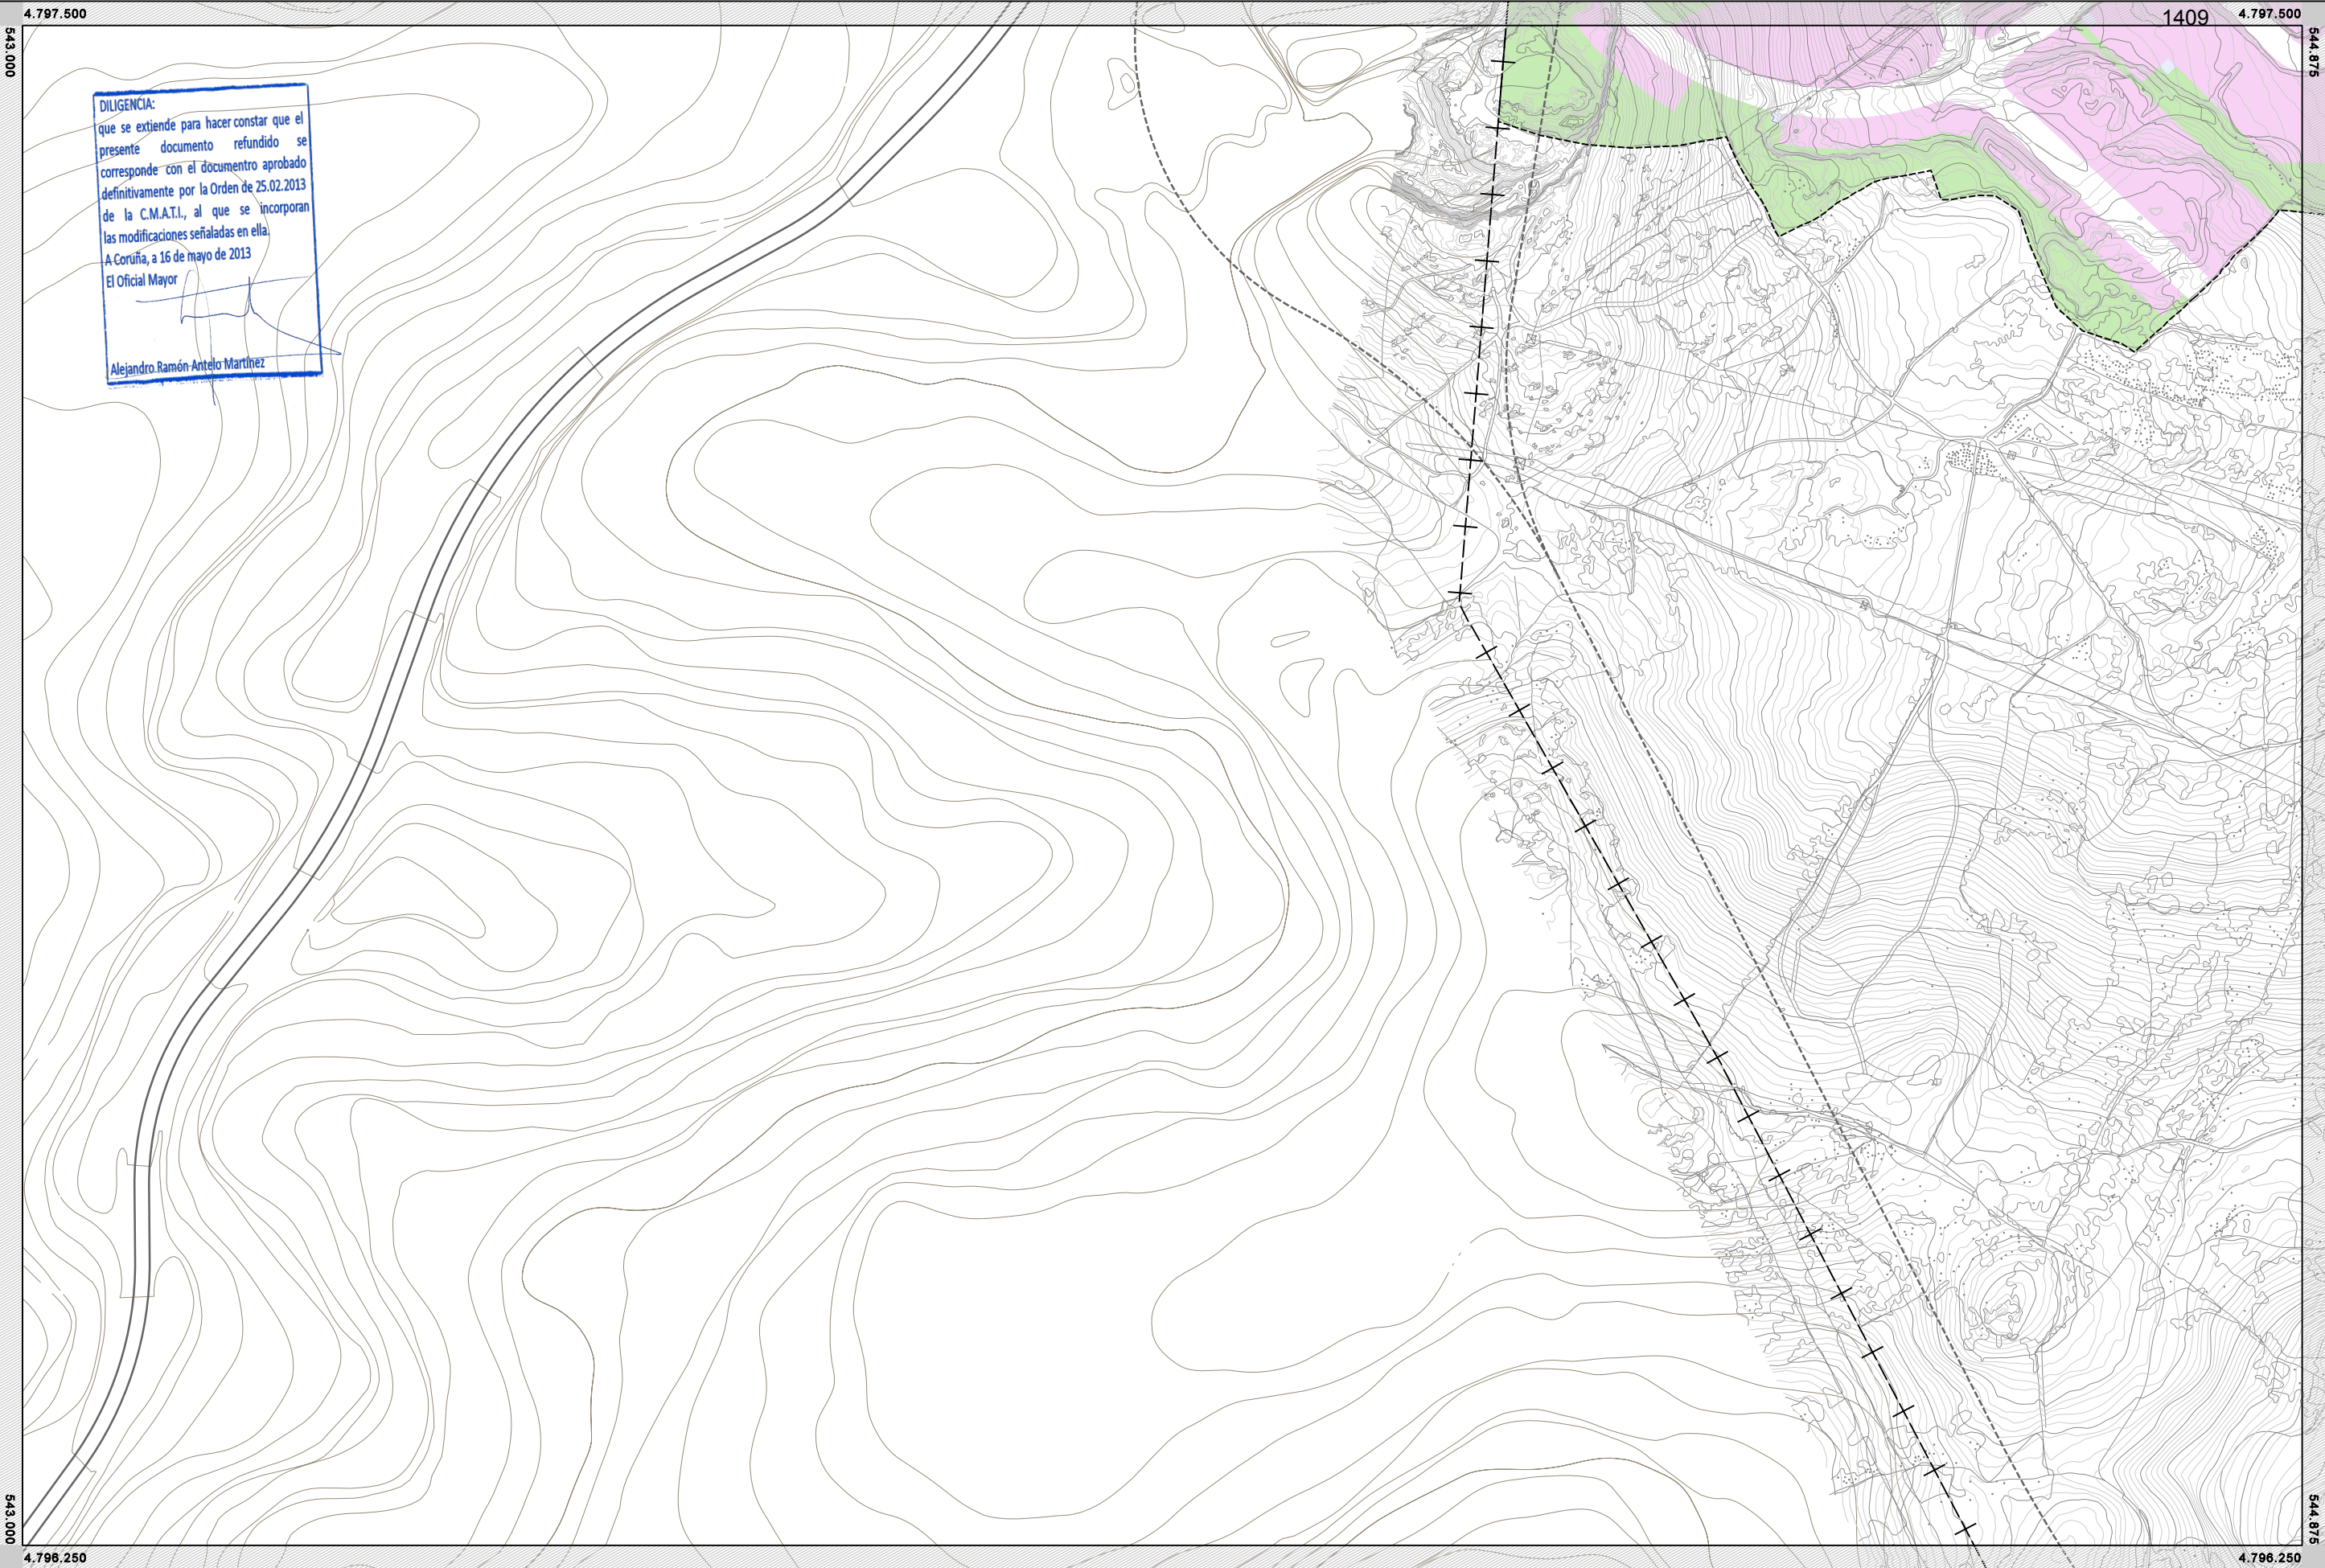 4.797.500
1409
4.797.500
543.000
544.875
DILIGENCIA:
que se extiende para hacer constar que el
presente documento refundido se
corresponde con el documentro aprobado
definitivamente por la Orden de 25.02.2013
de la C.M.A.T.I., al que se incorporan
las modificaciones señaladas en ella.
A Coruña, a 16 de mayo de 2013
El Oficial Mayor
Alejandro Ramón Antelo Martínez
543.000
544.875
4.796.250
4.796.250